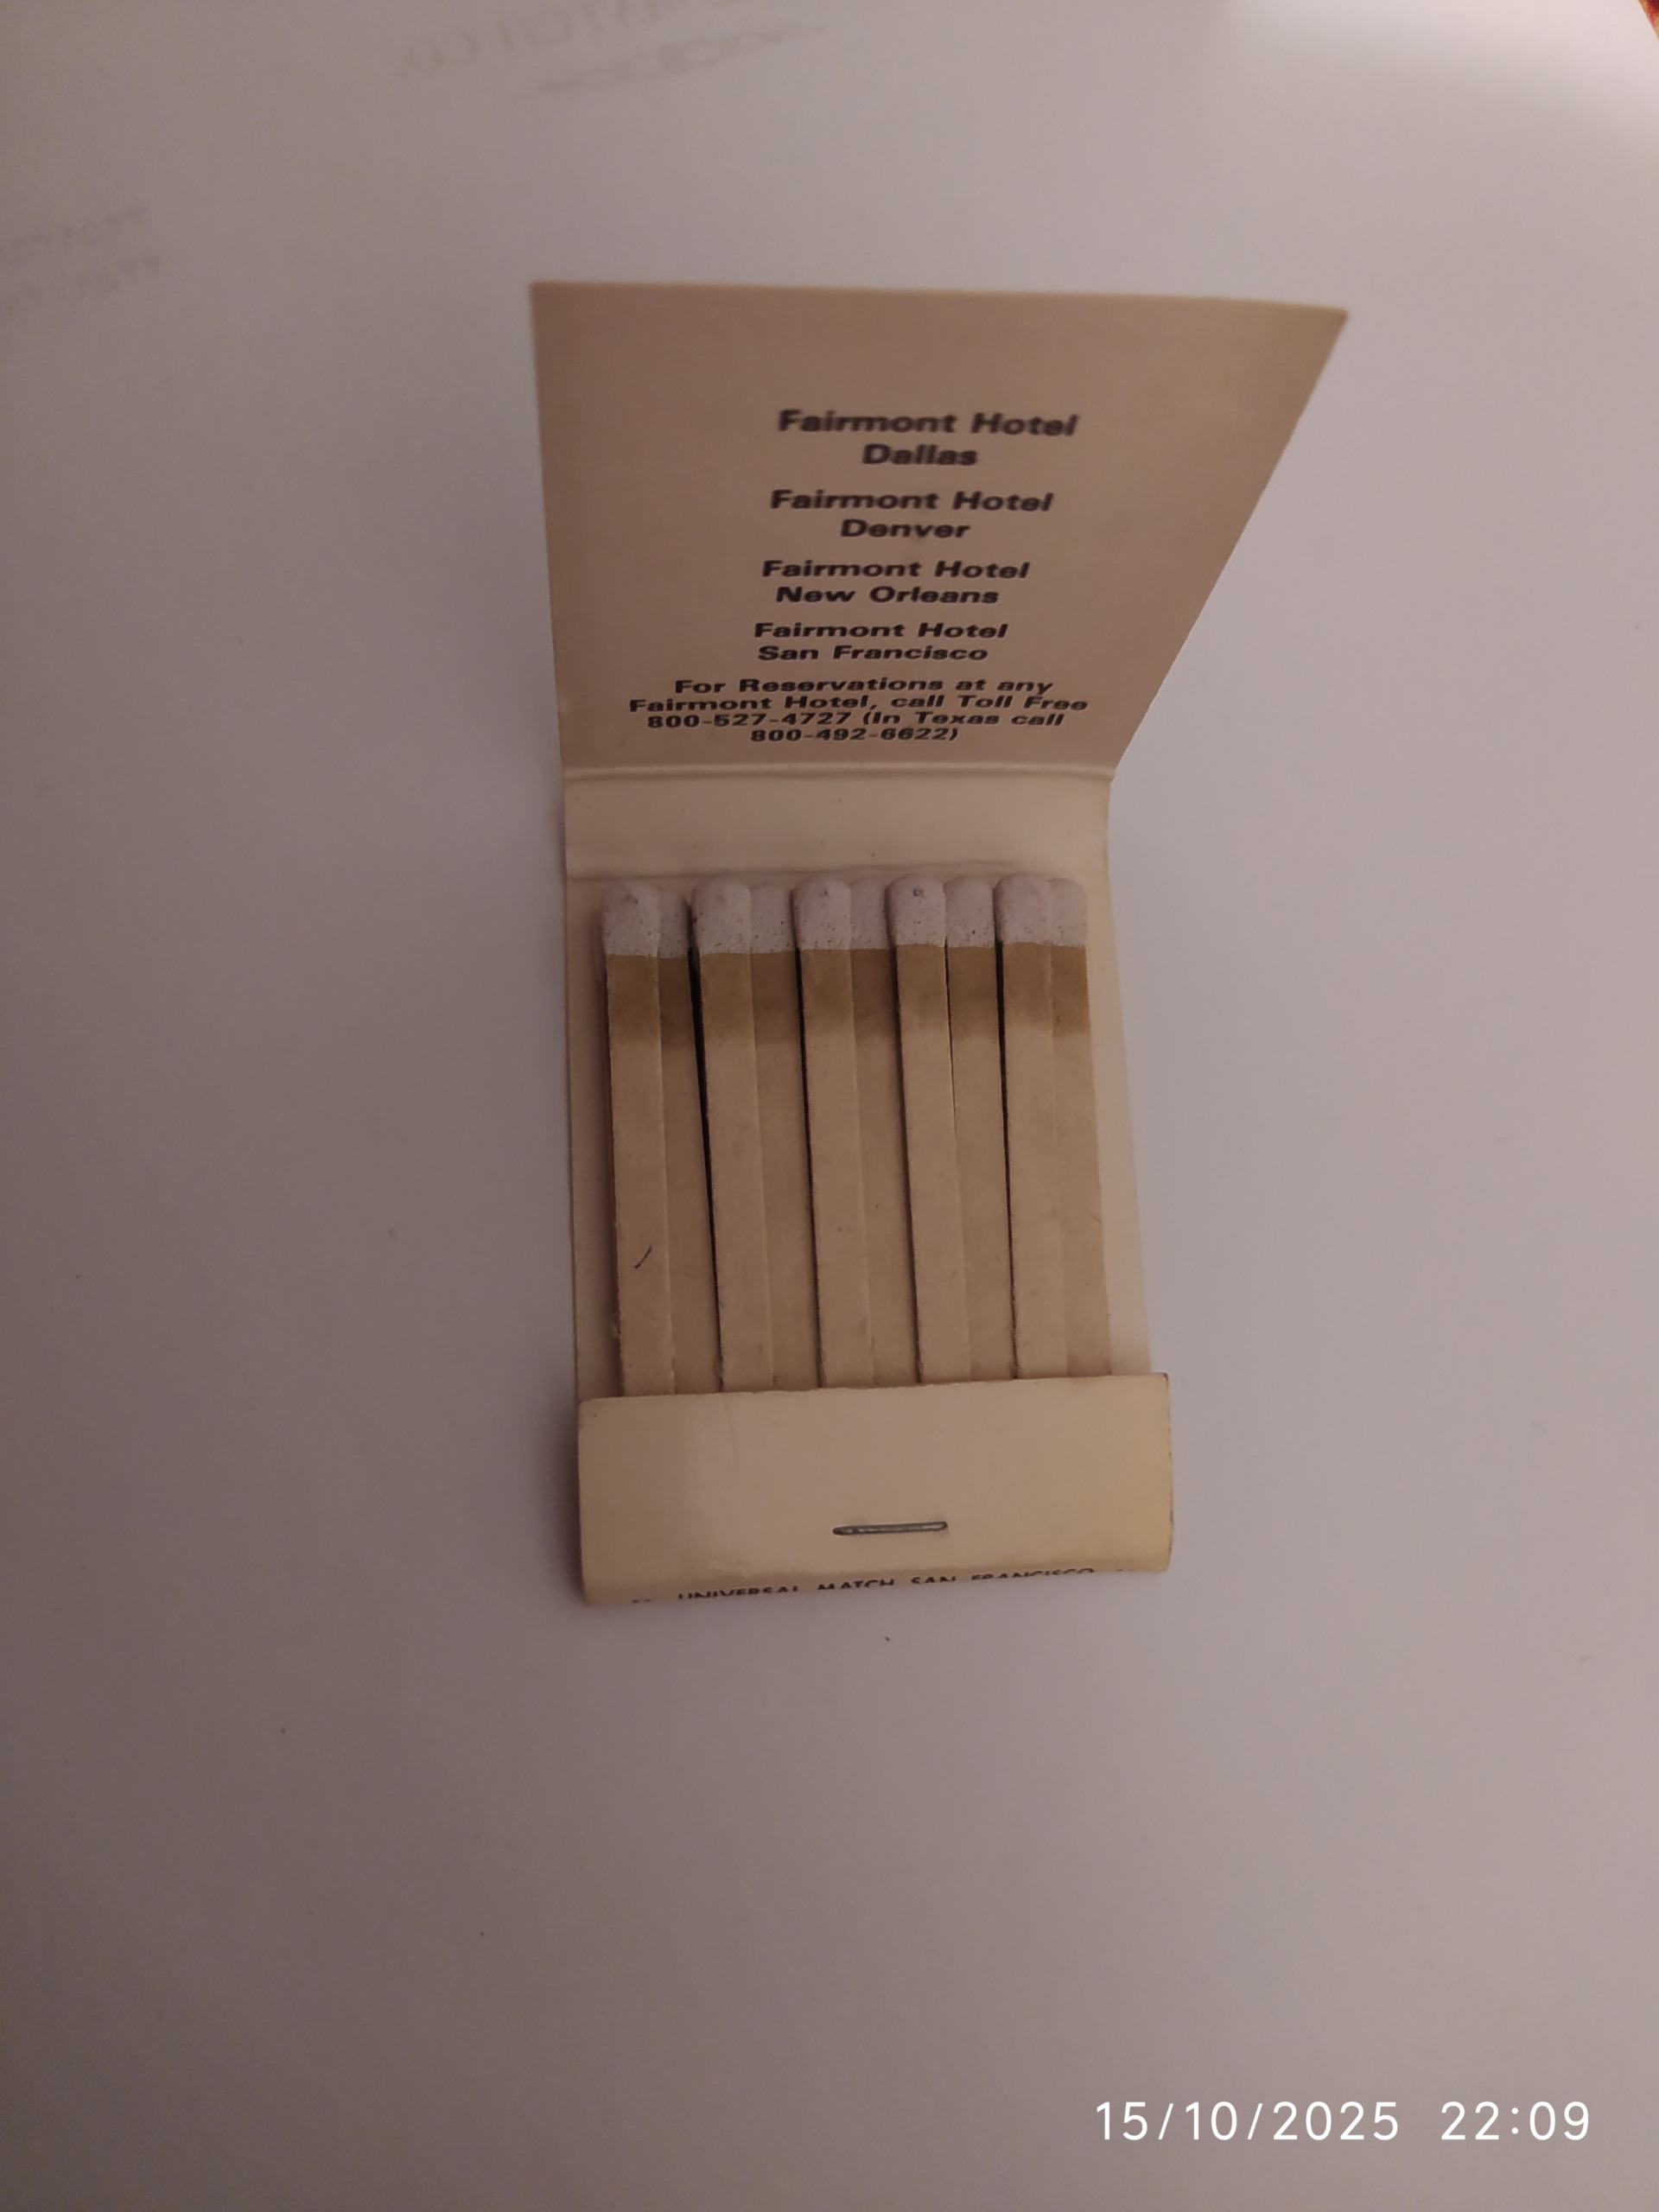 MATCH CO.
Fairmont Hotel
Dallas
Fairmont Hotel
Denver
Fairmont Hotel
New Orleans
Fairmont Hotel
San Francisco
For Reservations at any
Fairmont Hotel, call Toll Free
800-527-4727 (In Texas call
800-492-6622)
UNIVERSAL MATCH SAN FRANCISCO
15/10/2025 22:09